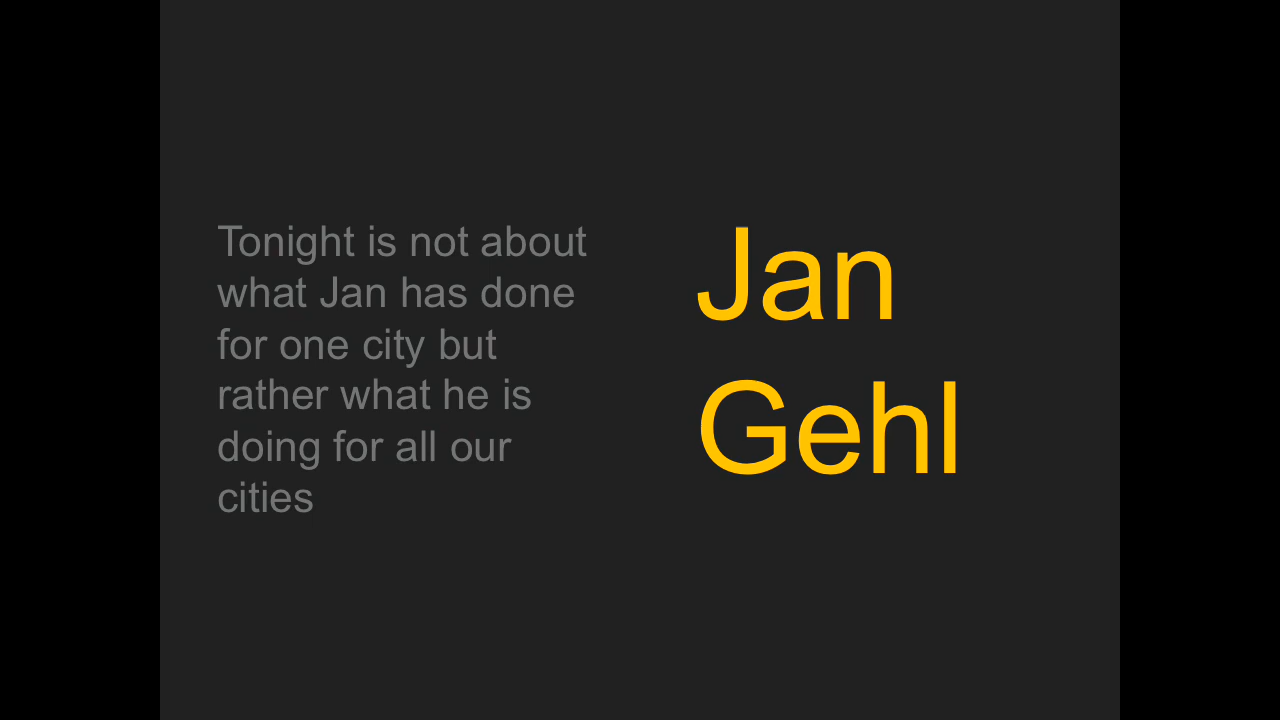 Tonight is not about
what Jan has done
for one city but
rather what he is
doing for all our
cities
Jan
Gehl